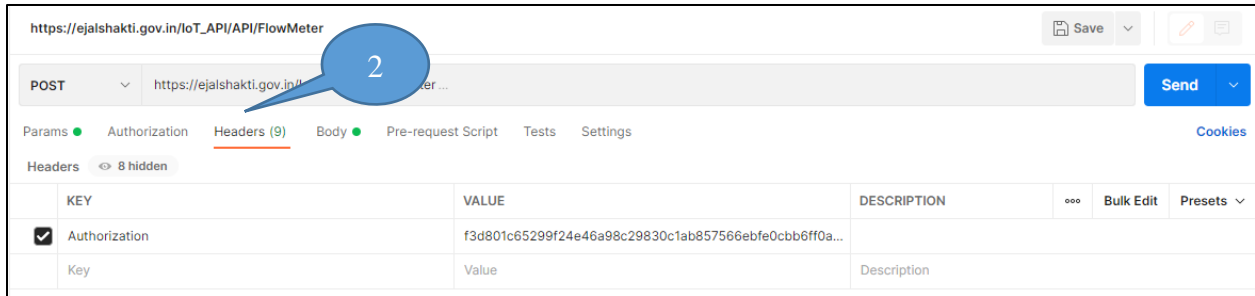 https://ejalshakti.gov.in/IoT_API/API/FlowMeter
Save
2
POST https://ejalshakti.gov.in/ ter ...
Send
Params Authorization Headers (9) Body Pre-request Script Tests Settings Cookies
Headers 8 hidden
KEY VALUE DESCRIPTION ooo Bulk Edit Presets
Authorization f3d801c65299f24e46a98c29830c1ab857566ebfe0cbb6ff0a...
Key Value Description